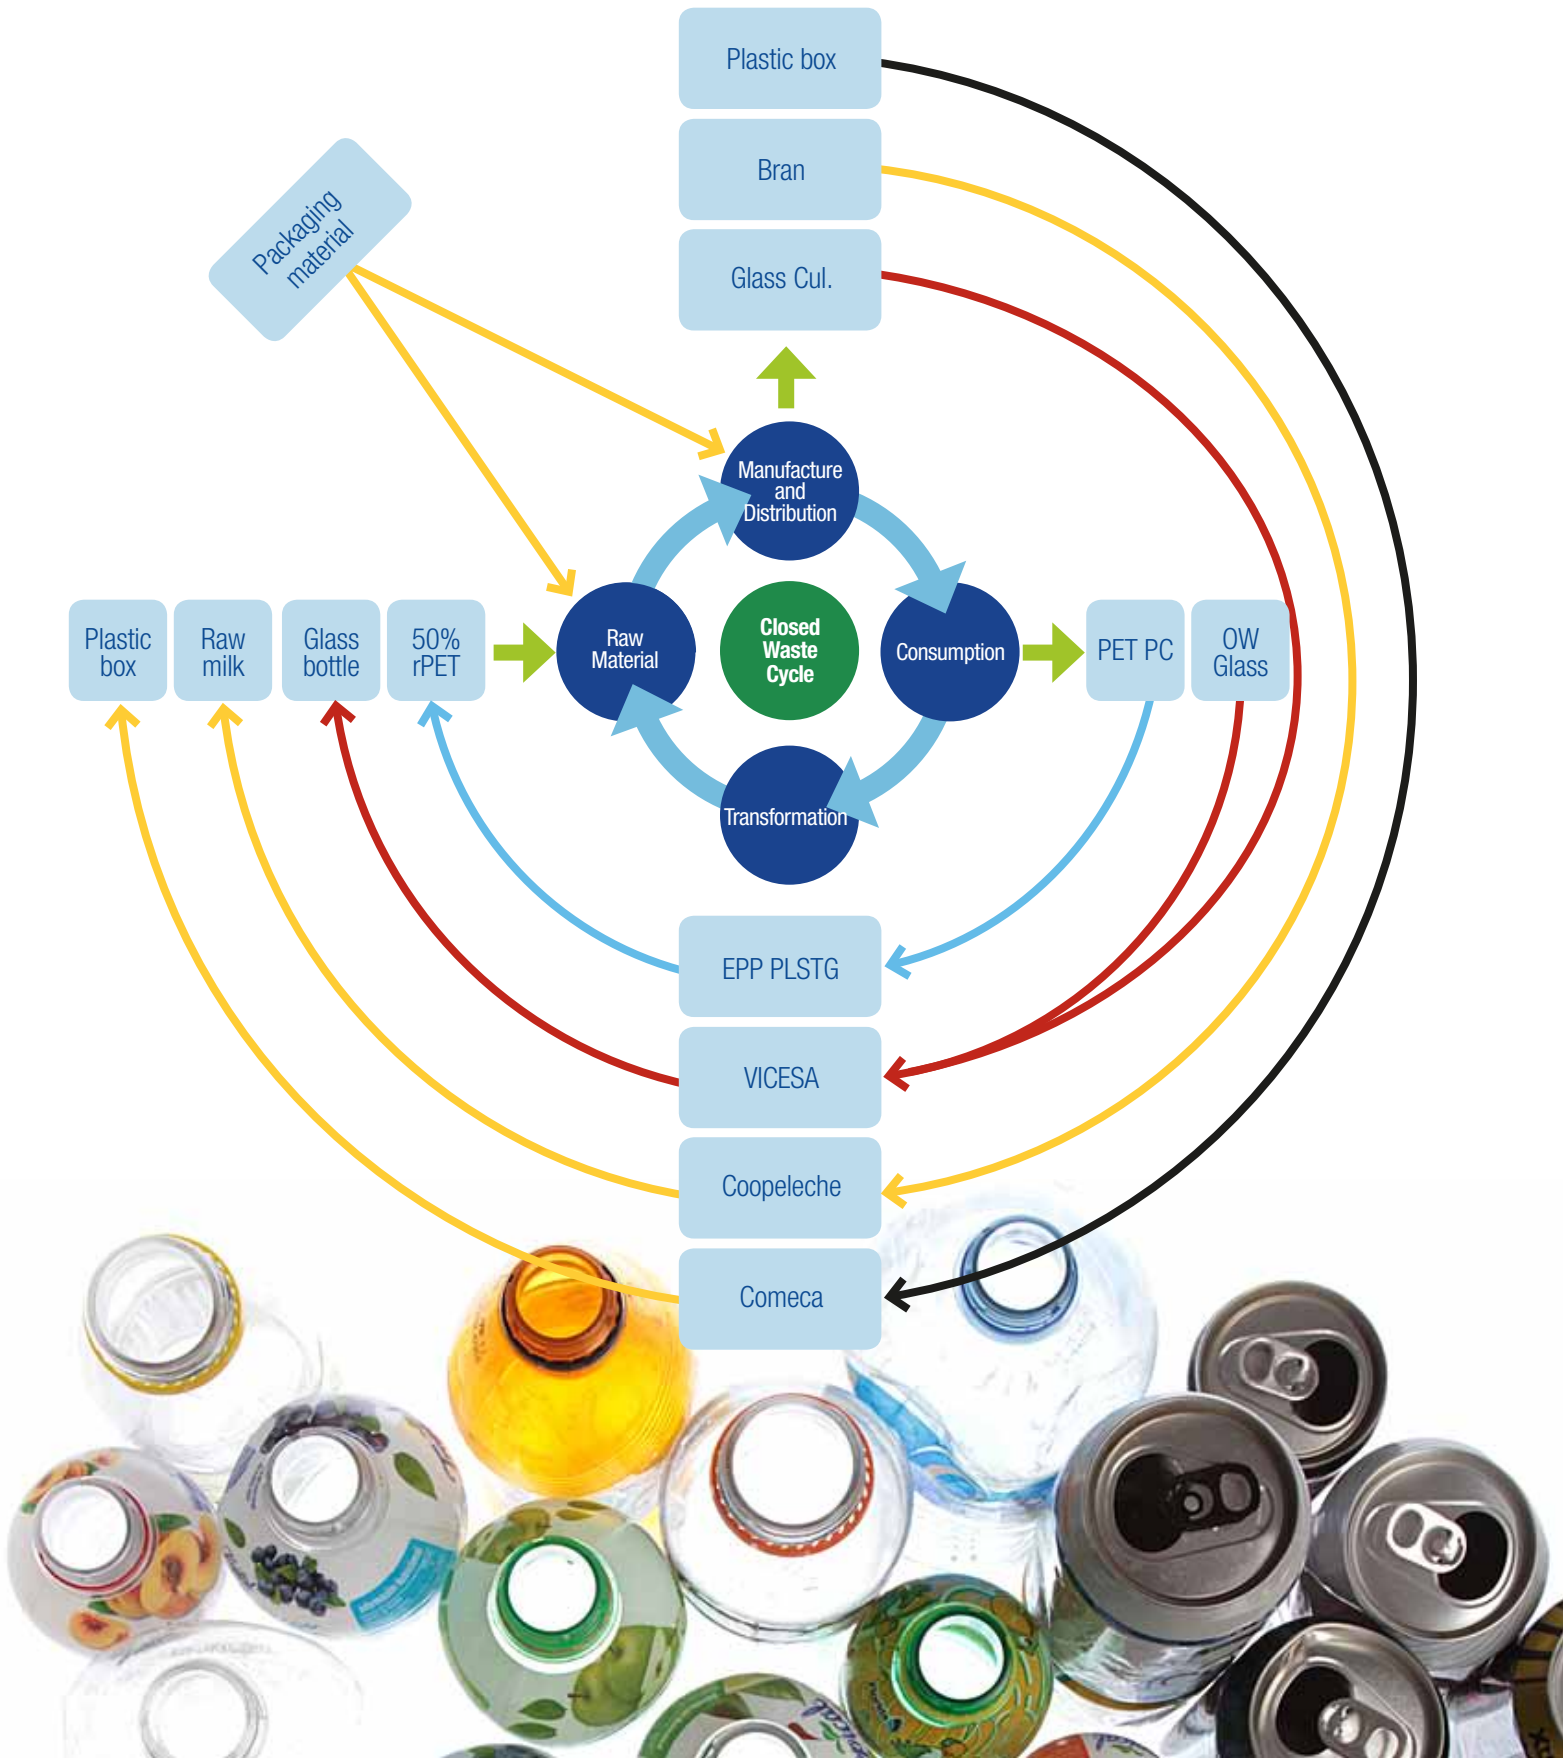 Plastic box
Bran
Glass Cul.
Packaging
material
Manufacture
and
Distribution
Plastic
box
Raw
milk
Glass
bottle
50%
rPET
Raw
Material
Closed
Waste
Cycle
Consumption
PET PC
OW
Glass
Transformation
EPP PLSTG
VICESA
Coopeleche
Comeca